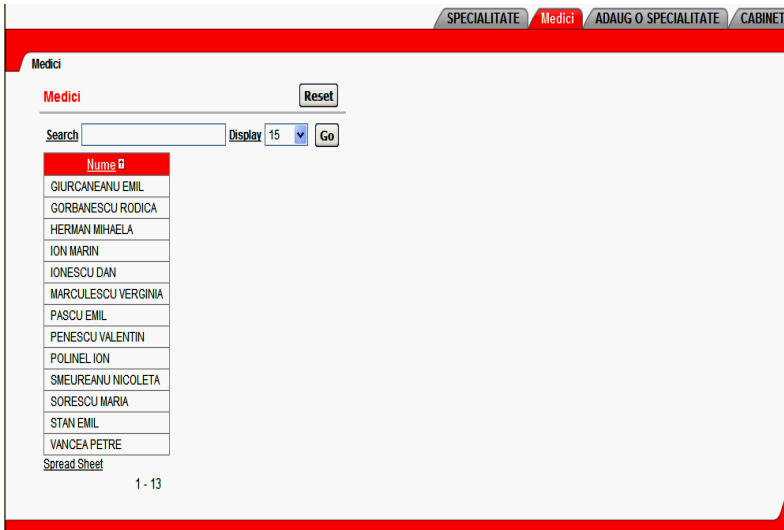 SPECIALITATE Medici ADAUG O SPECIALITATE CABINET
Medici
Medici Reset
Search Display 15 Go
Nume
GIURCANEANU EMIL
GORBANESCU RODICA
HERMAN MIHAELA
ION MARIN
IONESCU DAN
MARCULESCU VERGINIA
PASCU EMIL
PENESCU VALENTIN
POLINEL ION
SMEUREANU NICOLETA
SORESCU MARIA
STAN EMIL
VANCEA PETRE
Spread Sheet
1 - 13